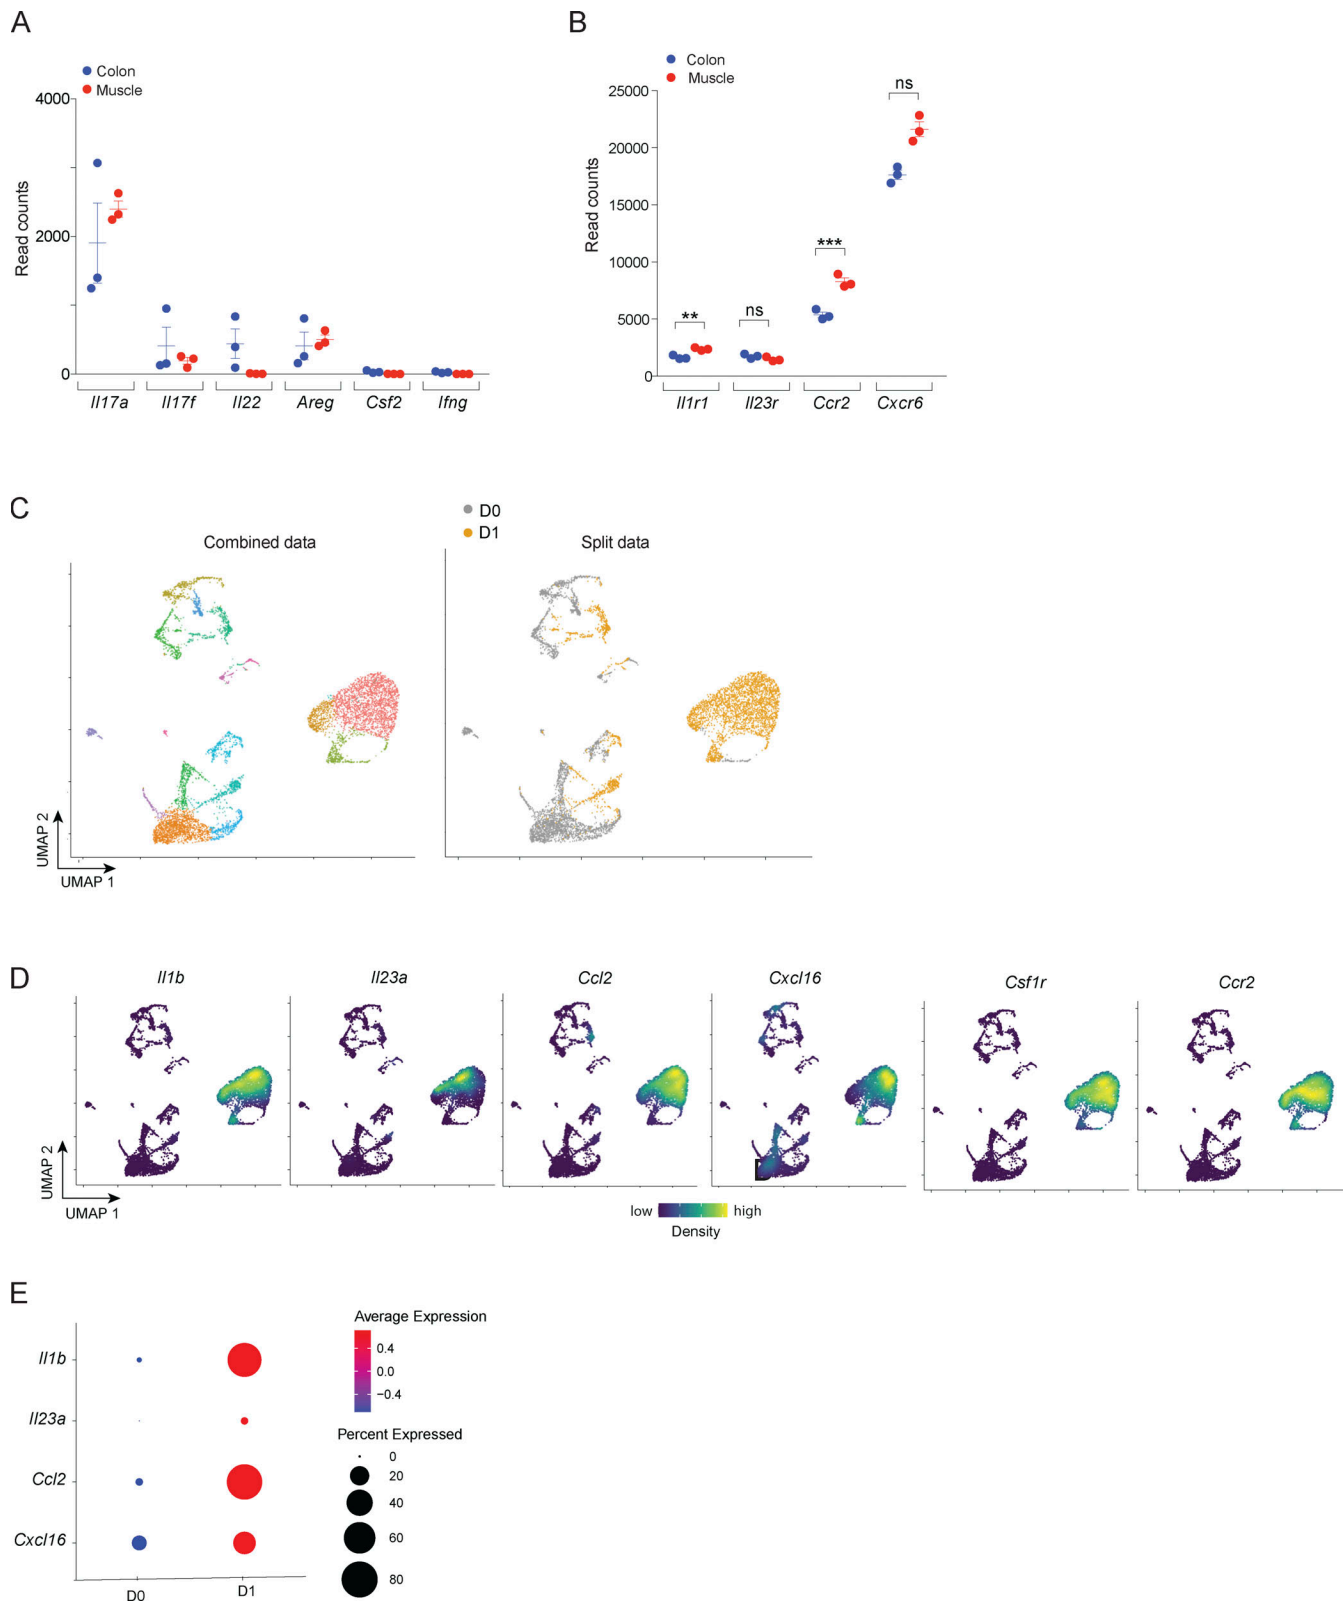 A
Colon
Muscle
4000
2000
0
Read counts
Il17a Il17f Il22 Areg Csf2 Ifng
B
Colon
Muscle
25000
20000
15000
10000
5000
0
Read counts
** ns *** ns
Il1r1 Il23r Ccr2 Cxcr6
C
Combined data
D0
D1
Split data
UMAP 2
UMAP 1
D
Il1b Il23a Ccl2 Cxcl16 Csf1r Ccr2
UMAP 2
UMAP 1
low high
Density
E
Il1b
Il23a
Ccl2
Cxcl16
D0 D1
Average Expression
0.4
0.0
−0.4
Percent Expressed
0
20
40
60
80